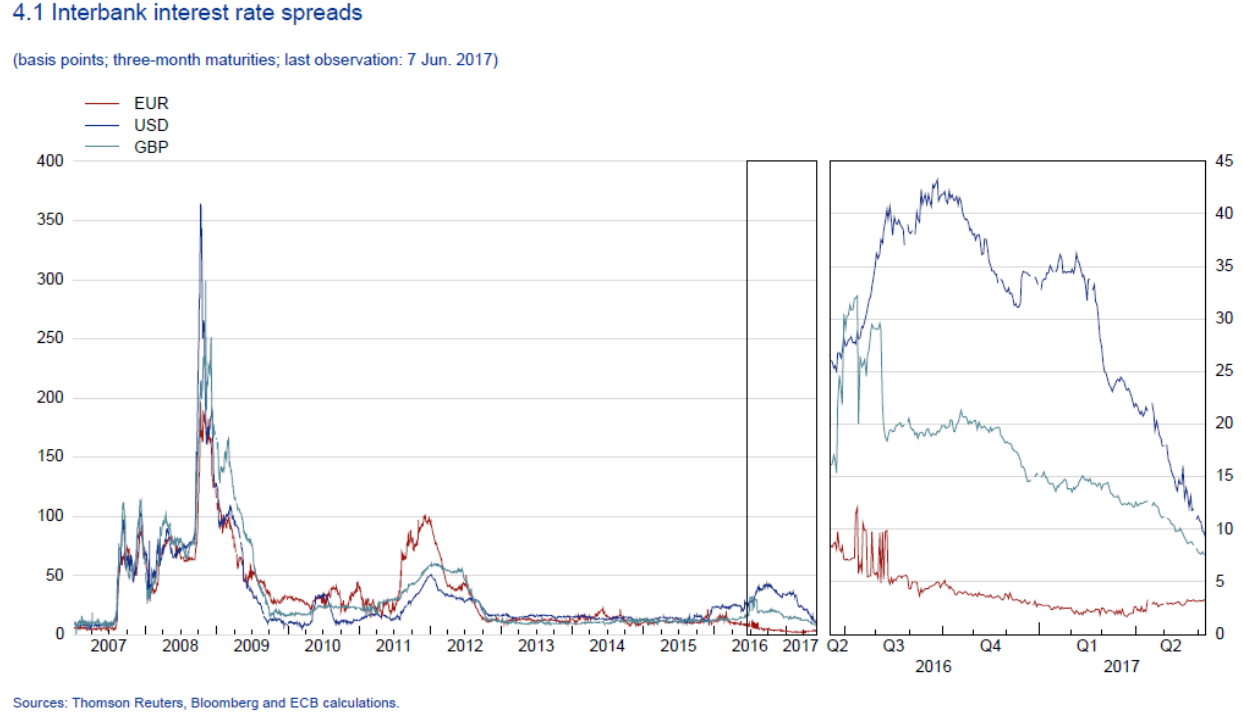 4.1 Interbank interest rate spreads
(basis points; three-month maturities; last observation: 7 Jun. 2017)
EUR
USD
GBP
400
350
300
250
200
150
100
50
0
2007 2008 2009 2010 2011 2012 2013 2014 2015 2016 2017
45
40
35
30
25
20
15
10
5
0
Q2 Q3 Q4 Q1 Q2
2016 2017
Sources: Thomson Reuters, Bloomberg and ECB calculations.